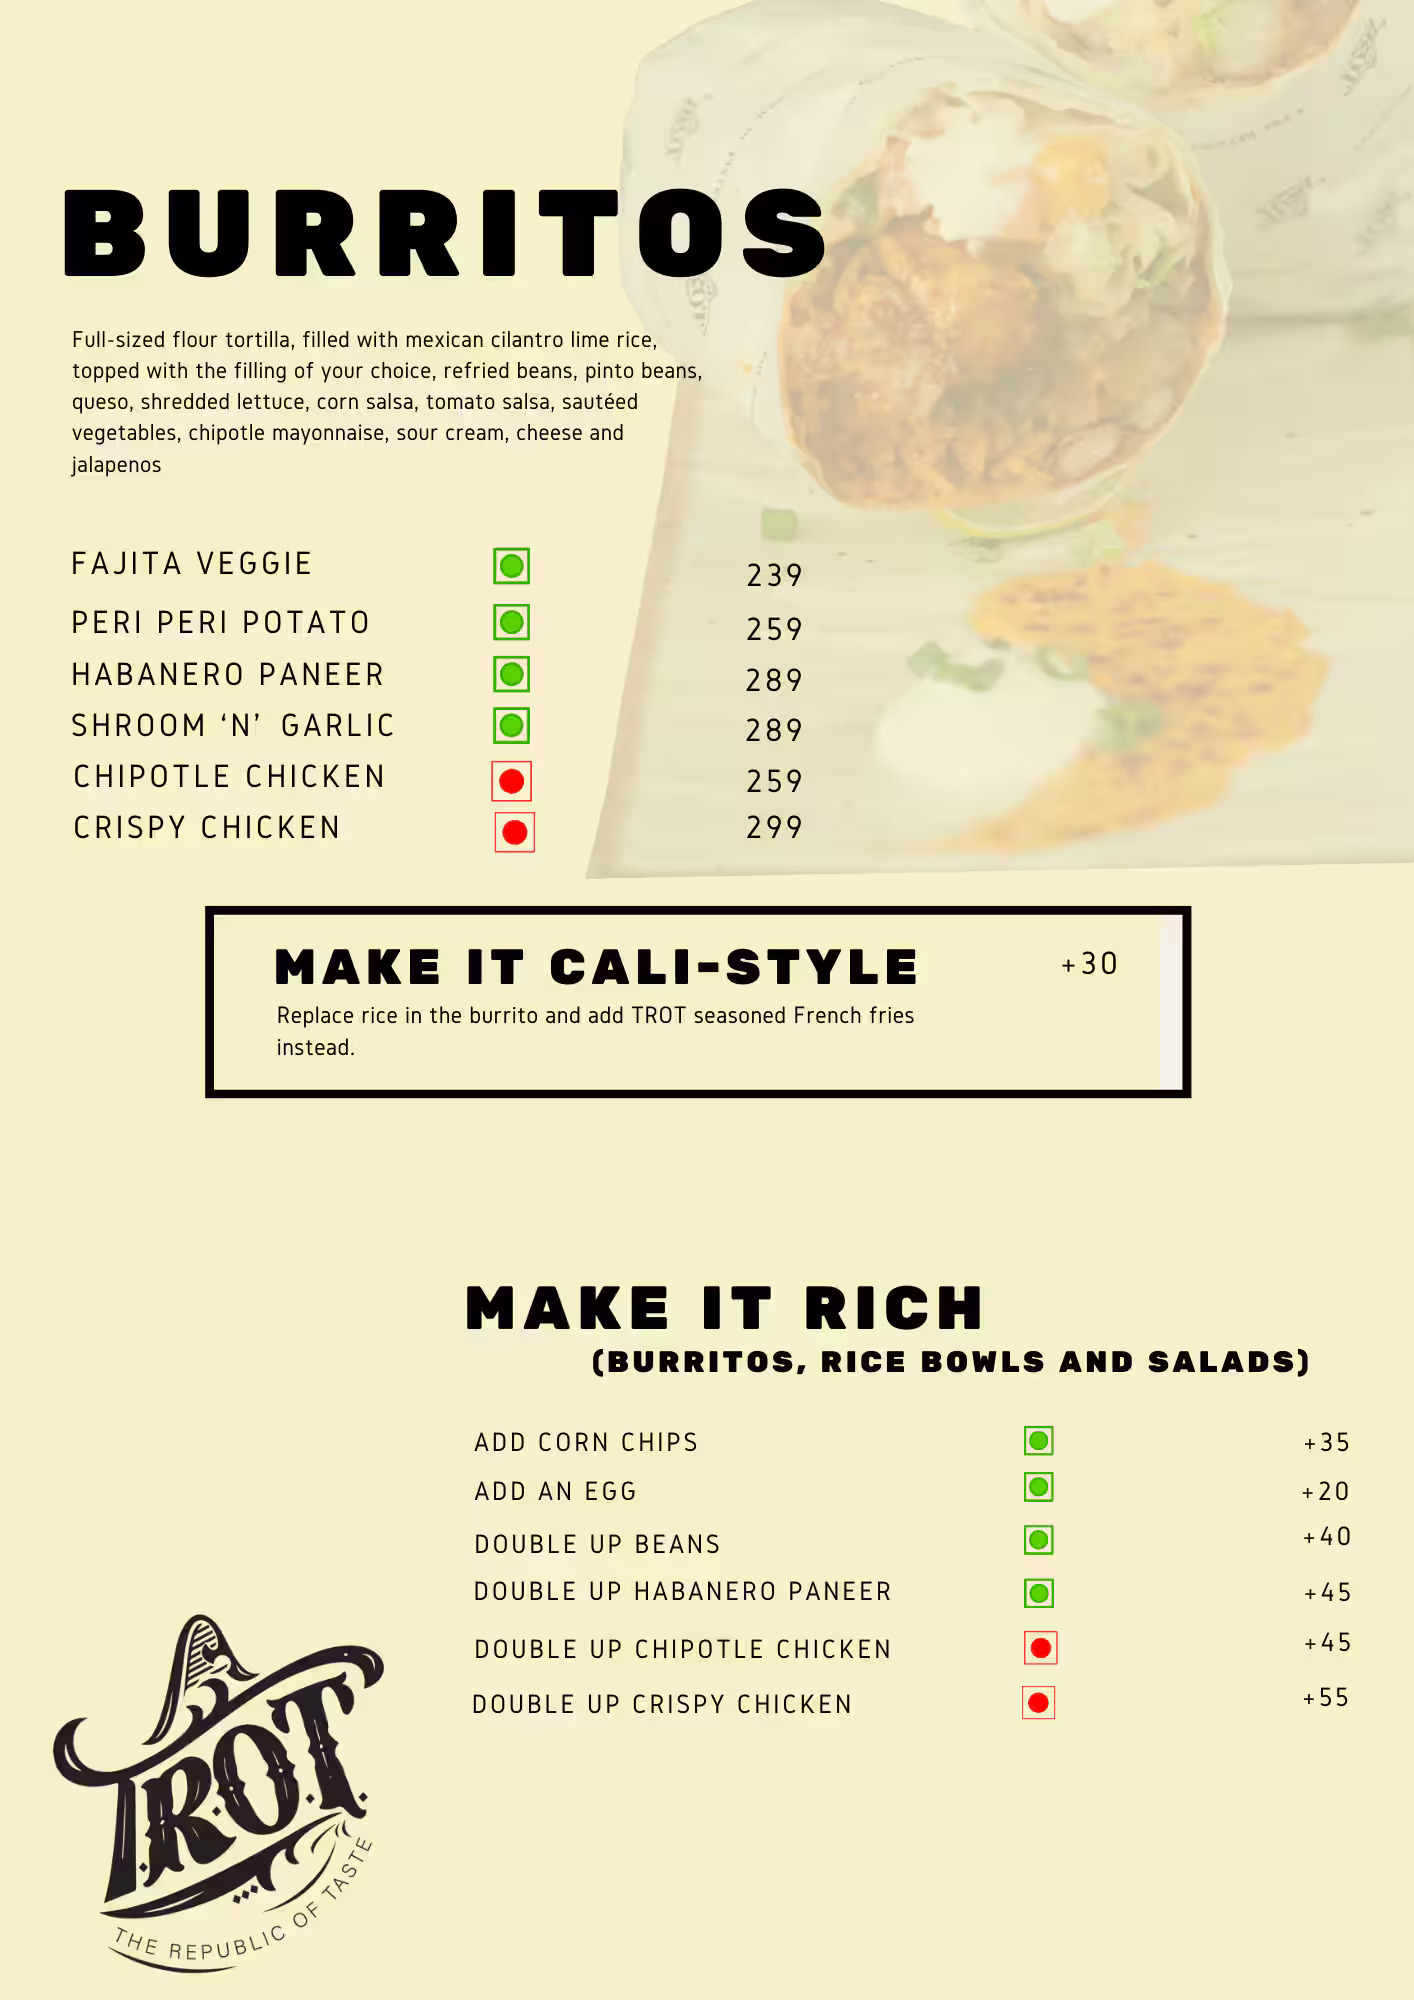 BURRITOS
Full-sized flour tortilla, filled with mexican cilantro lime rice,
topped with the filling of your choice, refried beans, pinto beans,
queso, shredded lettuce, corn salsa, tomato salsa, sautéed
vegetables, chipotle mayonnaise, sour cream, cheese and
jalapenos
FAJITA VEGGIE 239
PERI PERI POTATO 259
HABANERO PANEER 289
SHROOM ‘N’ GARLIC 289
CHIPOTLE CHICKEN 259
CRISPY CHICKEN 299
MAKE IT CALI-STYLE +30
Replace rice in the burrito and add TROT seasoned French fries
instead.
MAKE IT RICH
(BURRITOS, RICE BOWLS AND SALADS)
ADD CORN CHIPS +35
ADD AN EGG +20
DOUBLE UP BEANS +40
DOUBLE UP HABANERO PANEER +45
DOUBLE UP CHIPOTLE CHICKEN +45
DOUBLE UP CRISPY CHICKEN +55
TROT
THE REPUBLIC OF TASTE